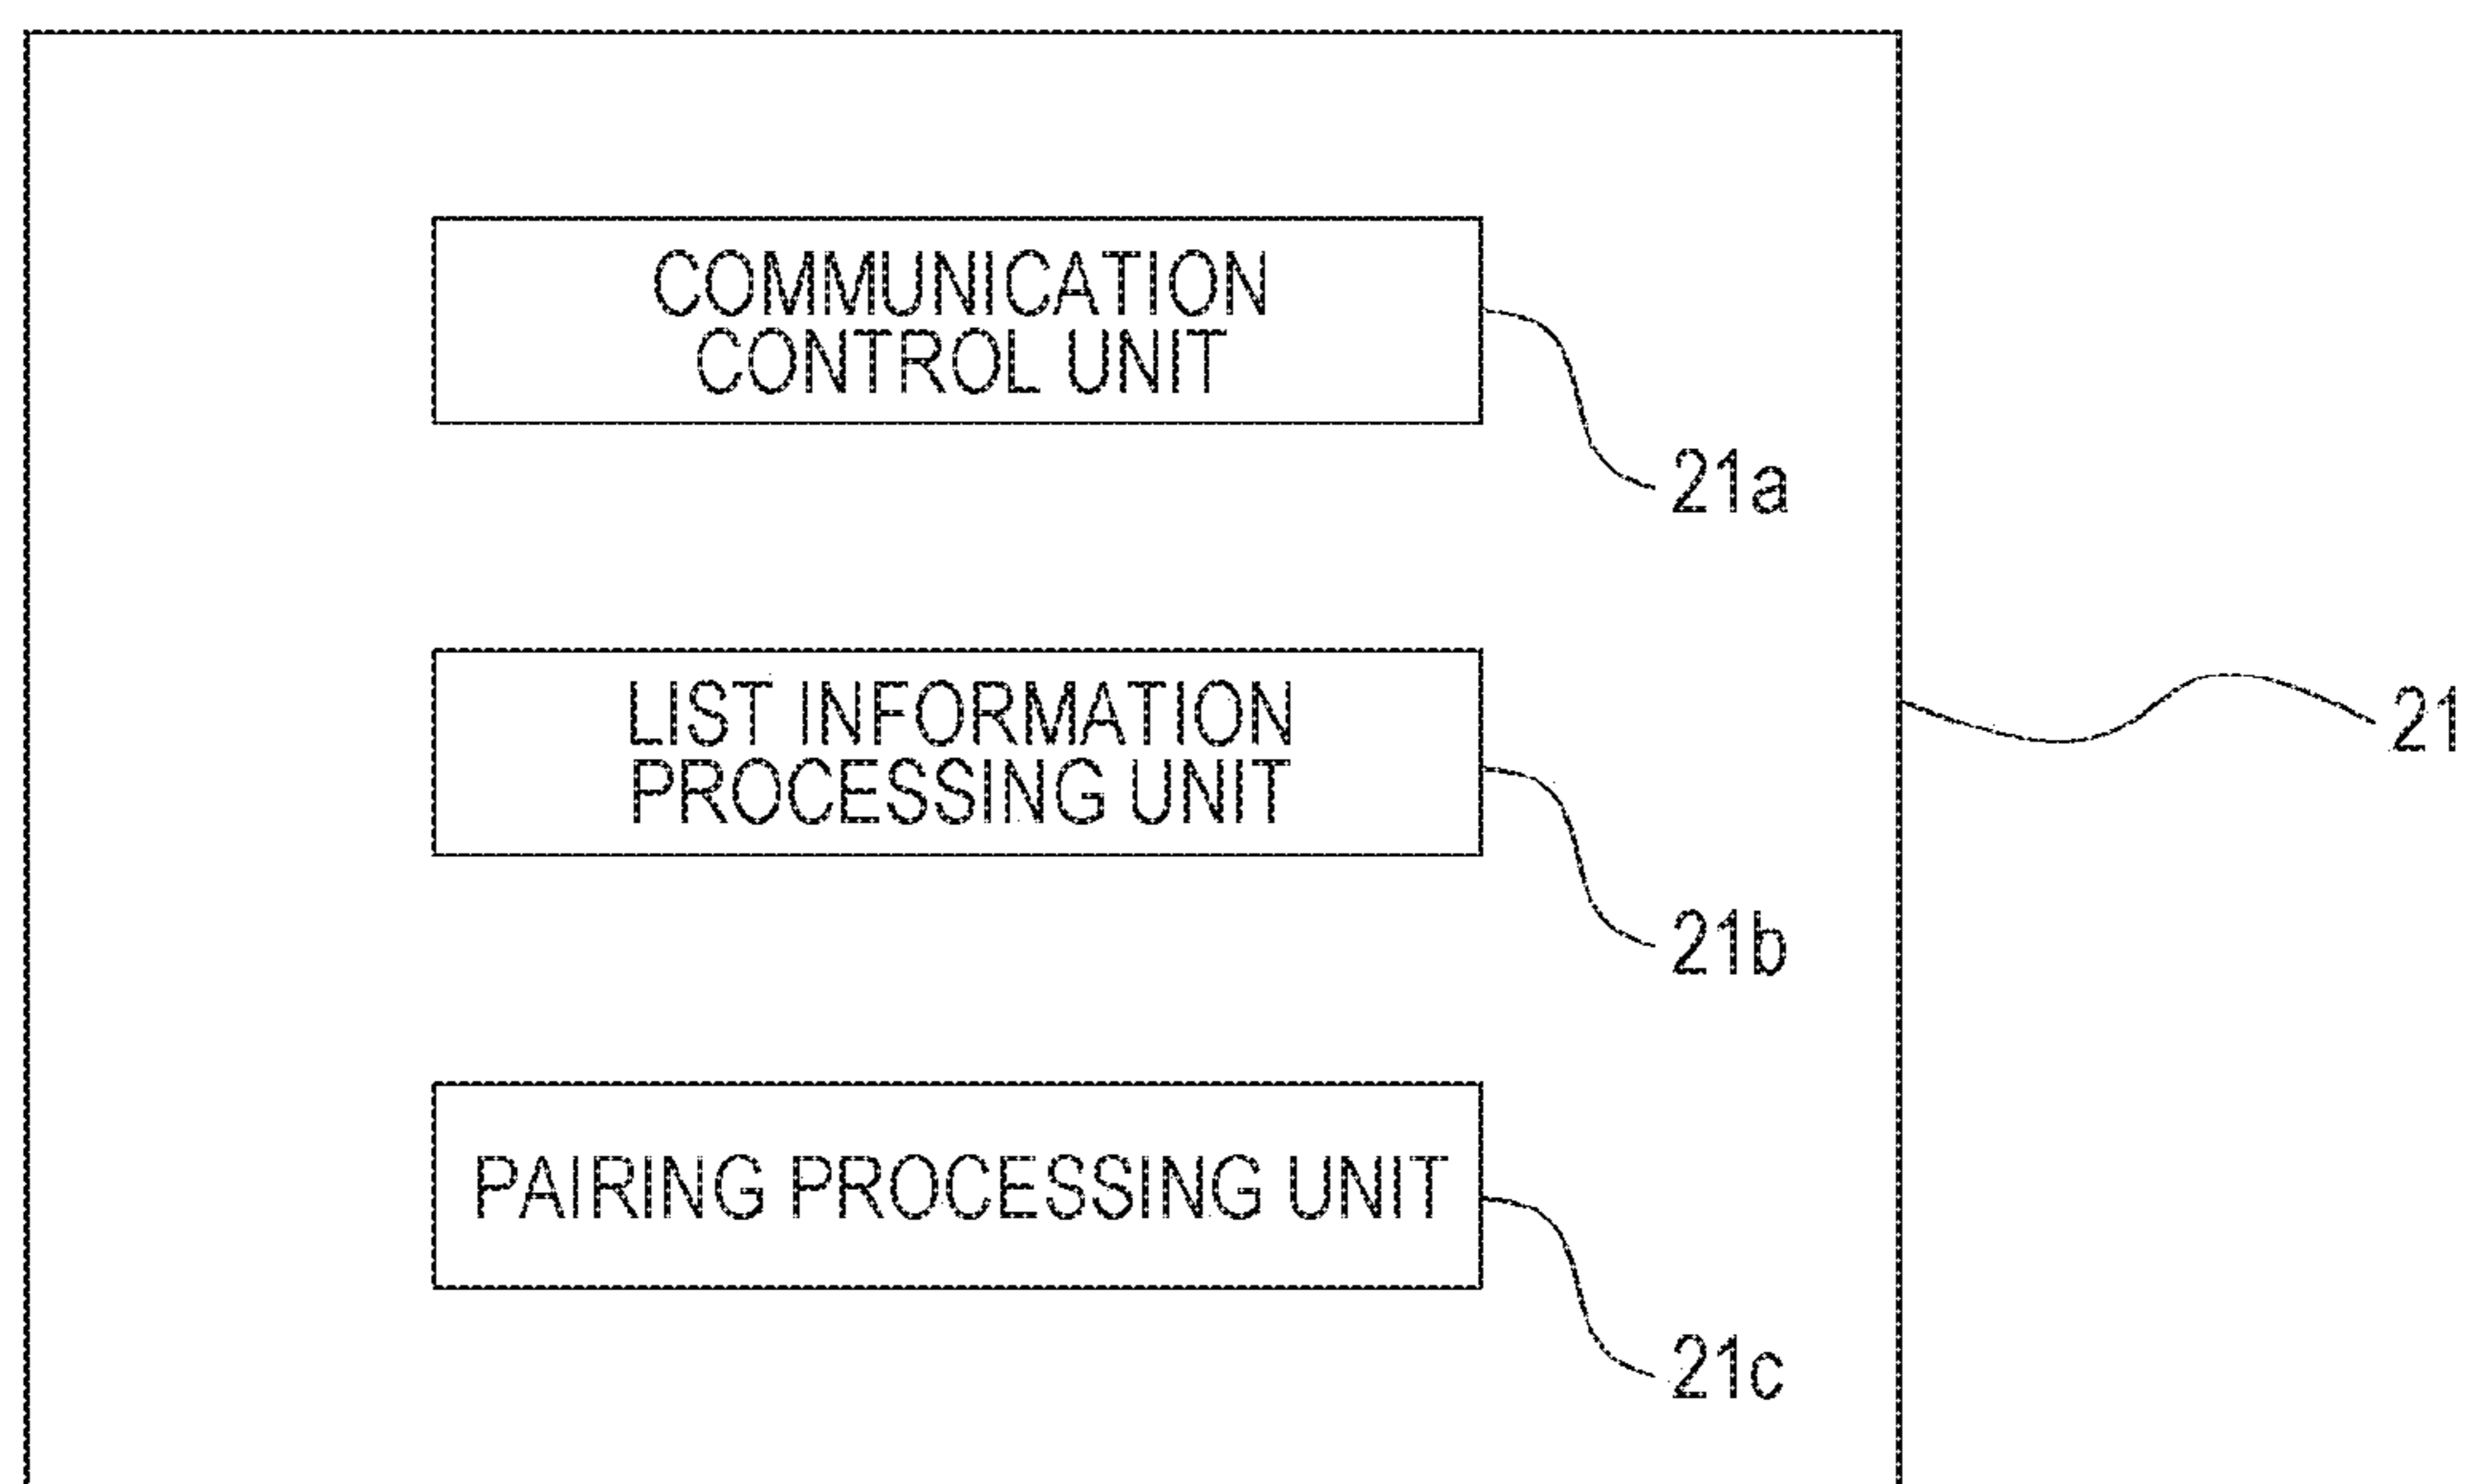 COMMUNICATION
CONTROL UNIT
21a
LIST INFORMATION
PROCESSING UNIT
21
21b
PAIRING PROCESSING UNIT
21c